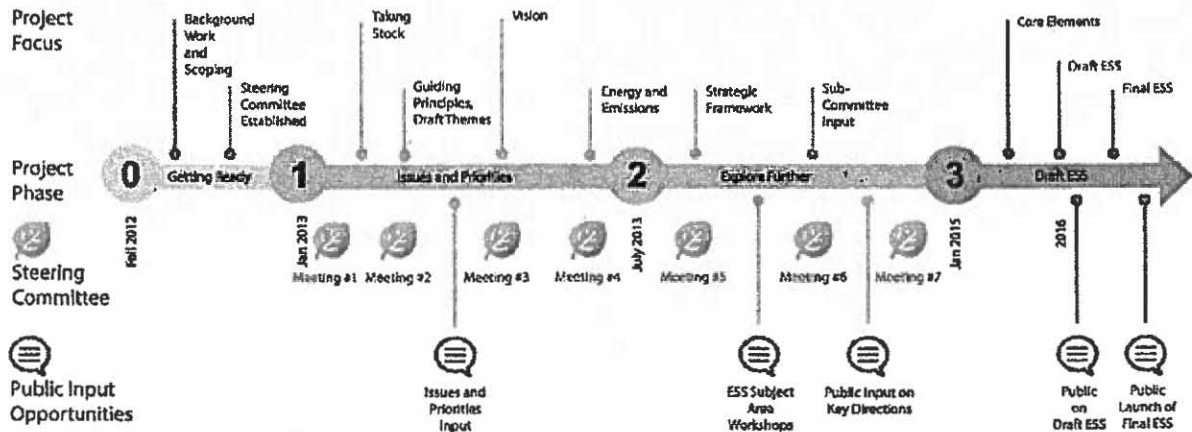 Project
Focus
Background
Work
and
Scoping
Steering
Committee
Established
Taking
Stock
Guiding
Principles,
Draft Themes
Vision
Energy and
Emissions
Strategic
Framework
Sub-
Committee
Input
Core Elements
Draft ESS
Final ESS
Project
Phase
0
Getting Ready
1
Issues and Priorities
2
Explore Further
3
Draft ESS
Fall 2012
Jan 2013
July 2013
Jan 2015
2016
Steering
Committee
Meeting #1
Meeting #2
Meeting #3
Meeting #4
Meeting #5
Meeting #6
Meeting #7
Public Input
Opportunities
Issues and
Priorities
Input
ESS Subject
Area
Workshops
Public Input on
Key Directions
Public
on
Draft ESS
Public
Launch of
Final ESS